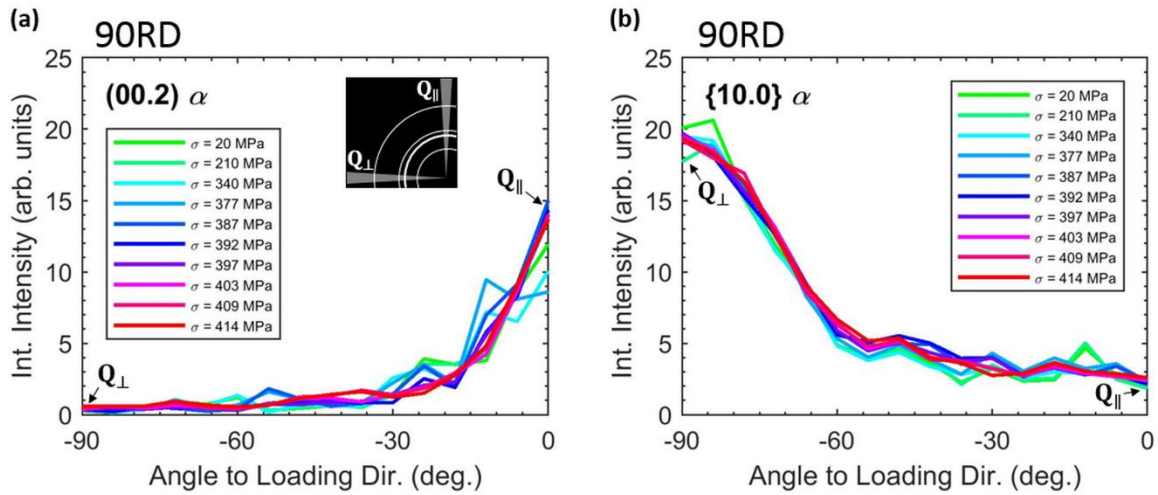 (a)
90RD
(00.2) α
Q∥
Q⊥
σ = 20 MPa
σ = 210 MPa
σ = 340 MPa
σ = 377 MPa
σ = 387 MPa
σ = 392 MPa
σ = 397 MPa
σ = 403 MPa
σ = 409 MPa
σ = 414 MPa
Q∥
Q⊥
Int. Intensity (arb. units)
25
20
15
10
5
0
-90
-60
-30
0
Angle to Loading Dir. (deg.)
(b)
90RD
{10.0} α
σ = 20 MPa
σ = 210 MPa
σ = 340 MPa
σ = 377 MPa
σ = 387 MPa
σ = 392 MPa
σ = 397 MPa
σ = 403 MPa
σ = 409 MPa
σ = 414 MPa
Q⊥
Q∥
Int. Intensity (arb. units)
25
20
15
10
5
0
-90
-60
-30
0
Angle to Loading Dir. (deg.)